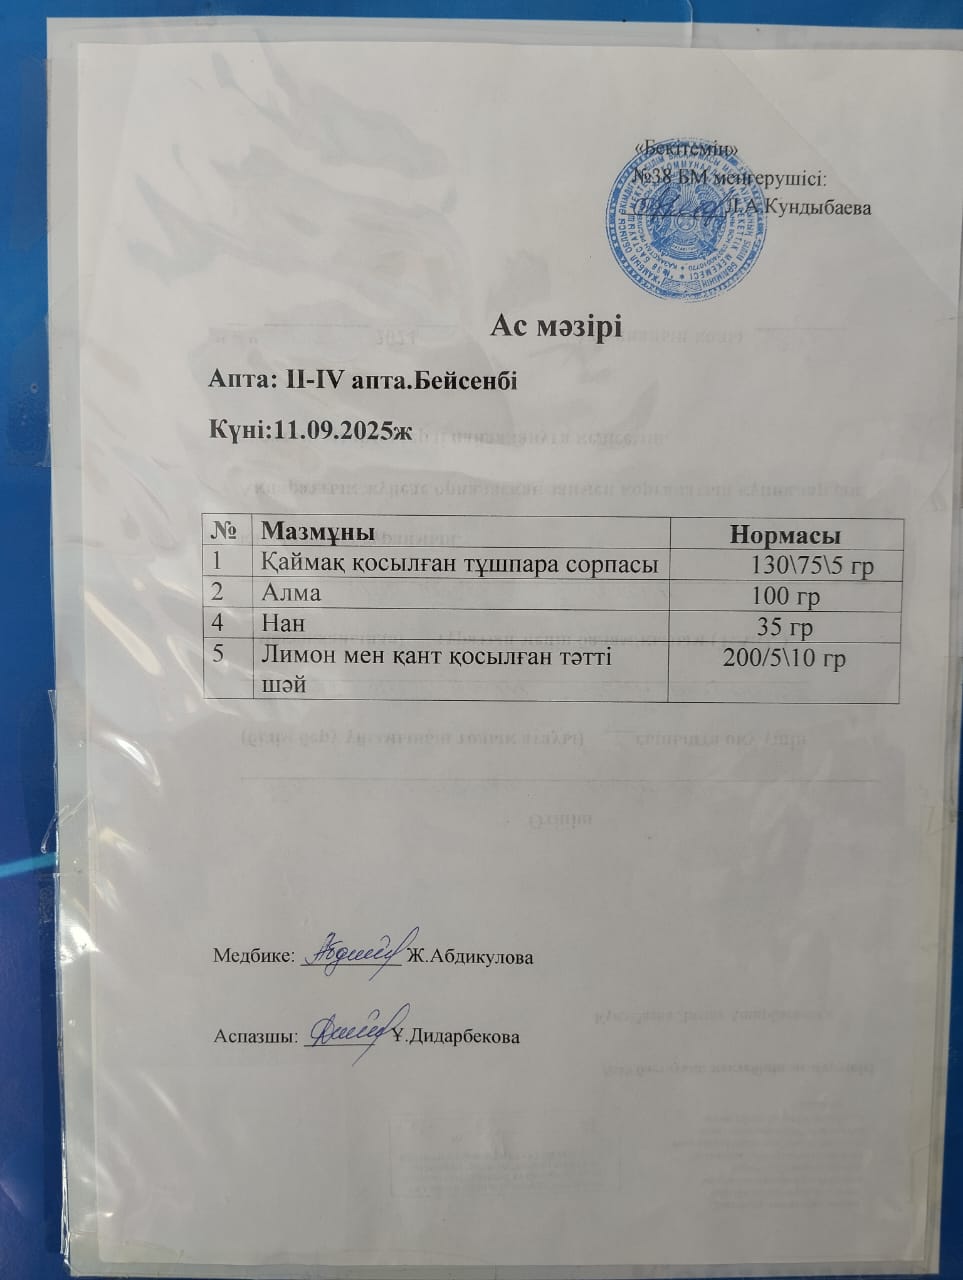 «Бекітемін»
№38 БМ меңгерушісі:
Л.А.Кундыбаева
Ас мәзірі
Апта: II-IV апта.Бейсенбі
Күні:11.09.2025ж
№ Мазмұны Нормасы
1 Қаймақ қосылған тұшпара сорпасы 130\75\5 гр
2 Алма 100 гр
4 Нан 35 гр
5 Лимон мен қант қосылған тәтті 200/5\10 гр
шәй
Медбике: Ж.Абдикулова
Аспазшы: Ұ.Дидарбекова